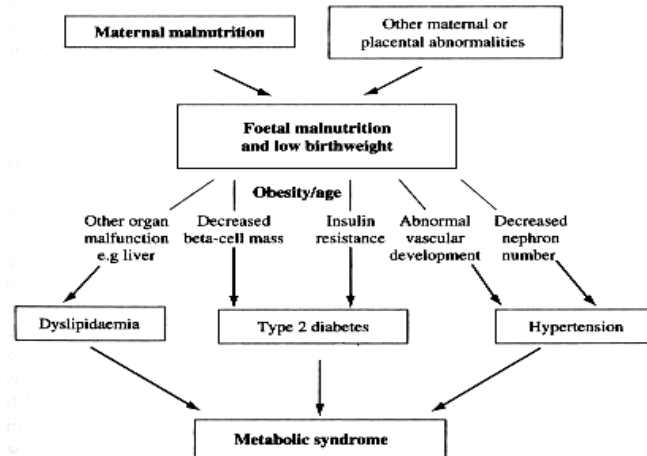 Maternal malnutrition
Other maternal or
placental abnormalities
Foetal malnutrition
and low birthweight
Obesity/age
Other organ
malfunction
e.g liver
Decreased
beta-cell mass
Insulin
resistance
Abnormal
vascular
development
Decreased
nephron
number
Dyslipidaemia
Type 2 diabetes
Hypertension
Metabolic syndrome